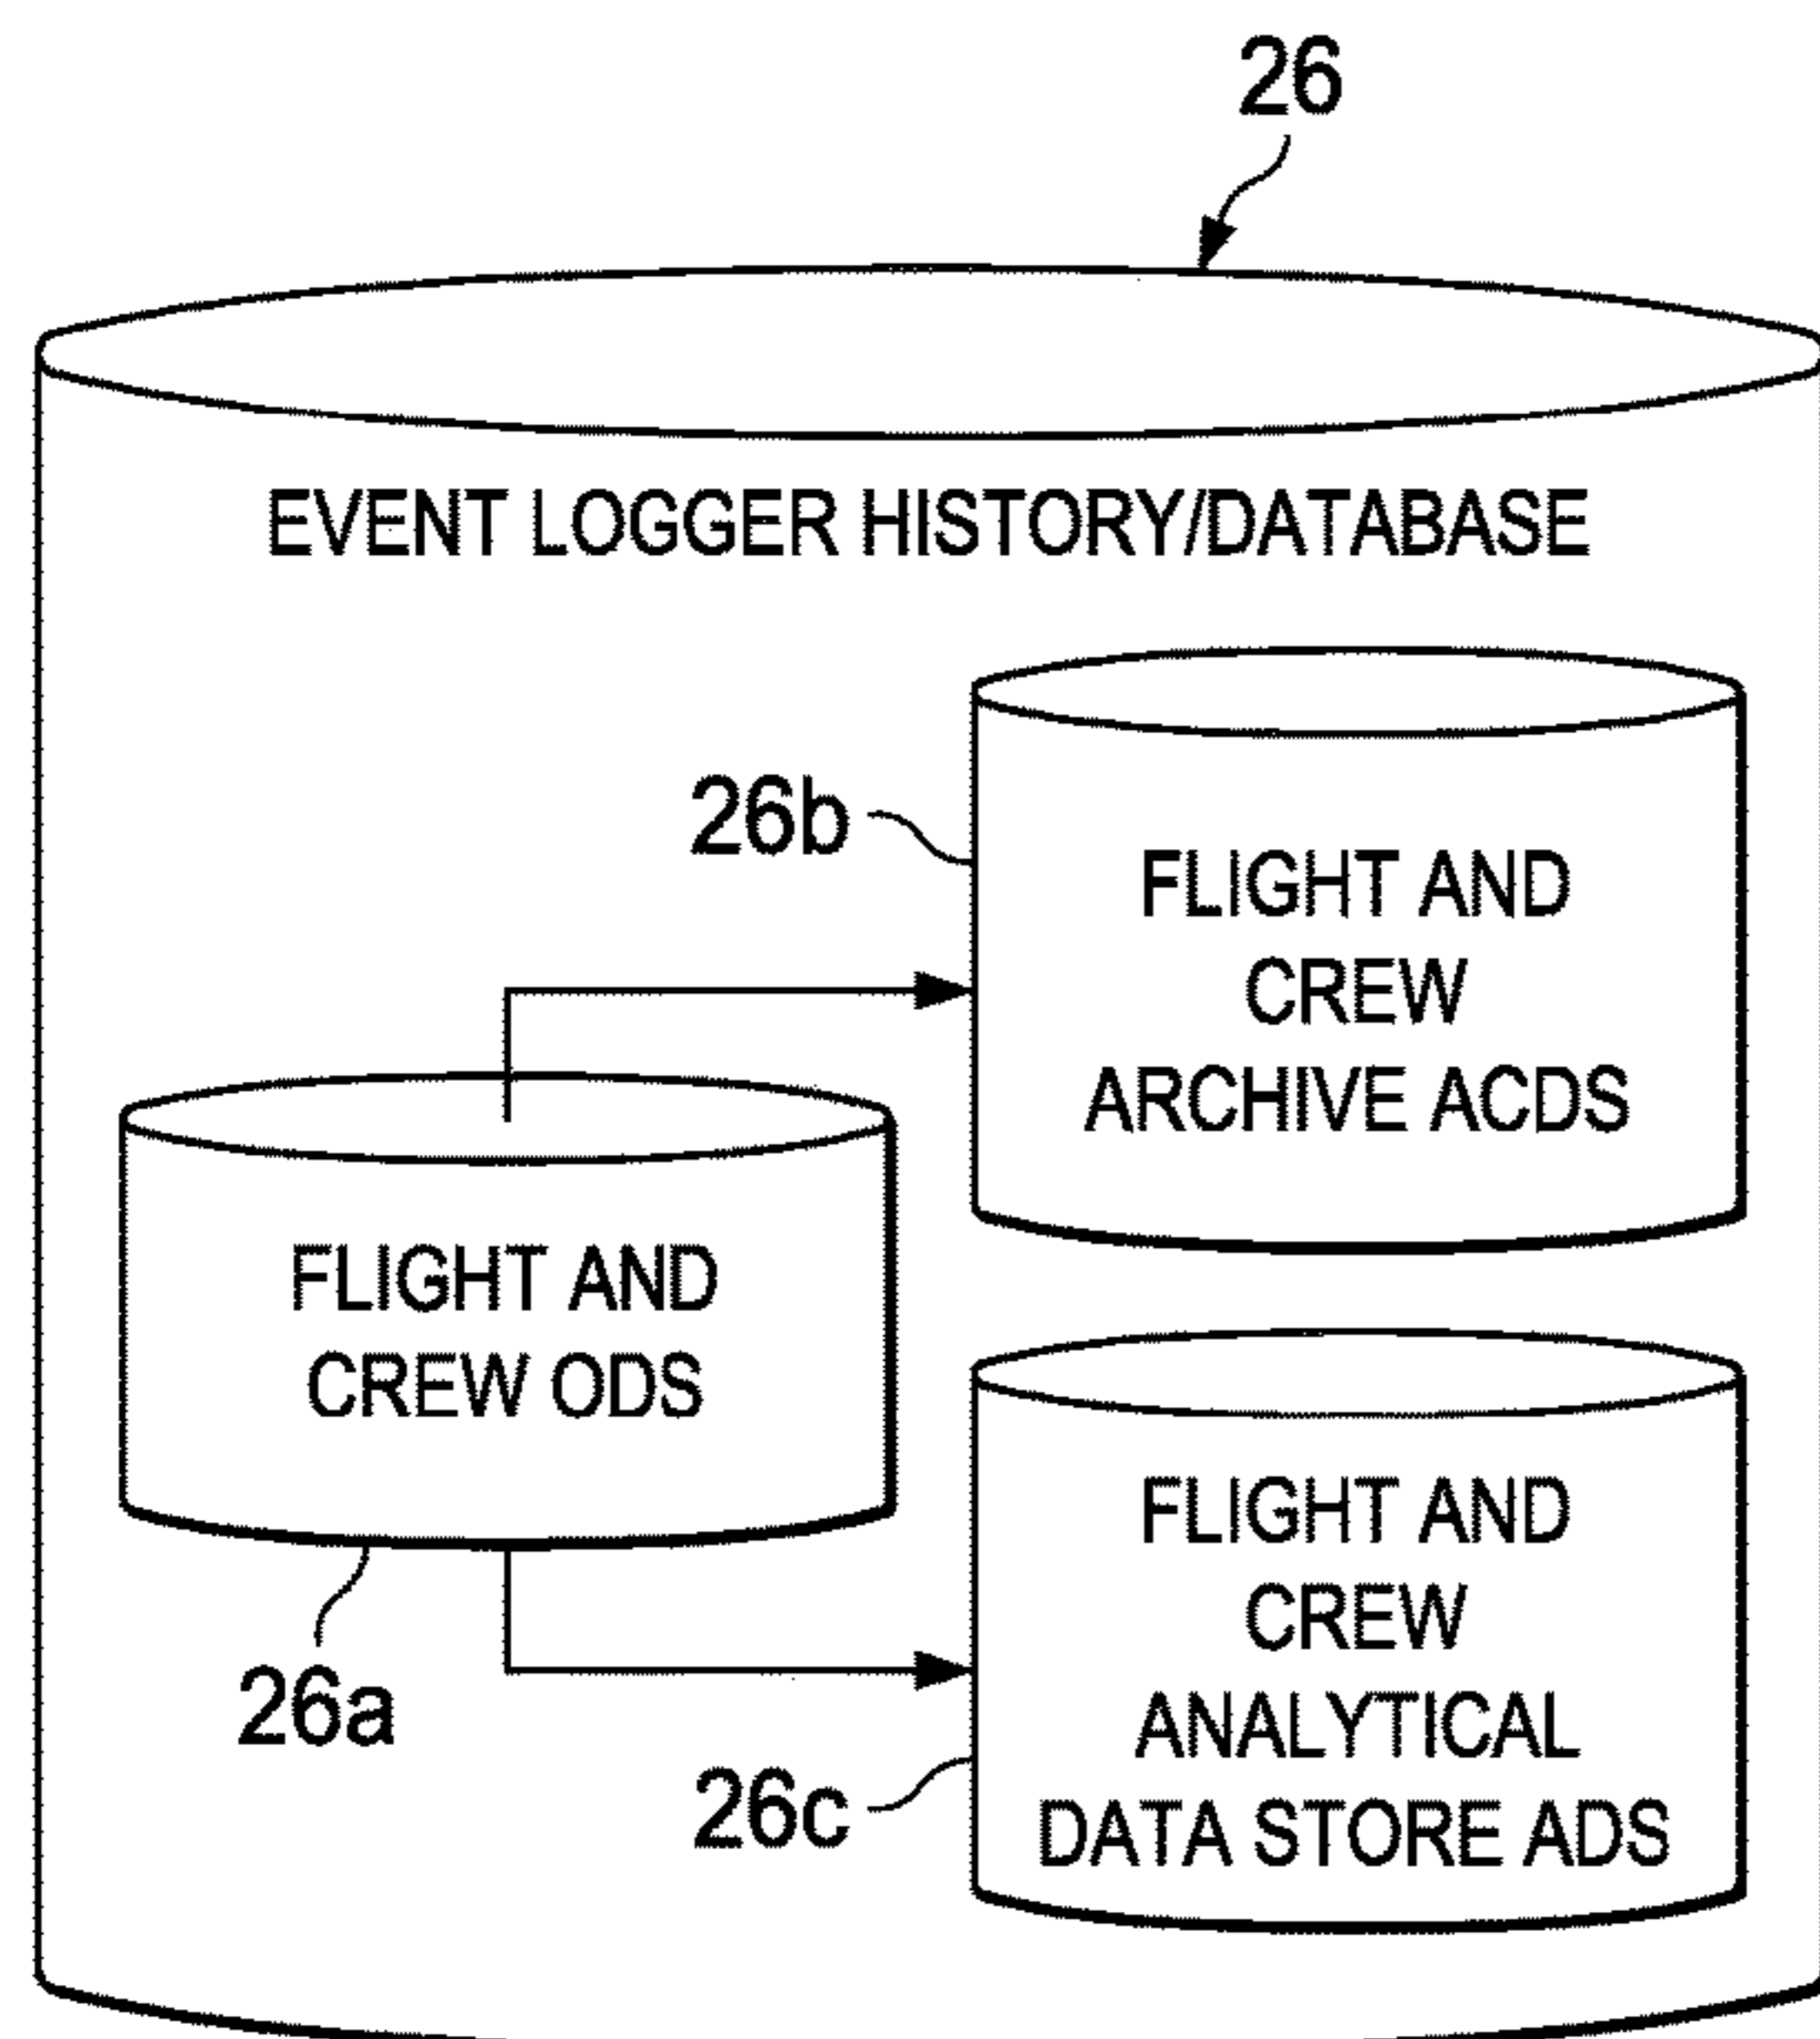 26
EVENT LOGGER HISTORY/DATABASE
26b
FLIGHT AND
CREW
ARCHIVE ACDS
FLIGHT AND
CREW ODS
26a
FLIGHT AND
CREW
ANALYTICAL
DATA STORE ADS
26c